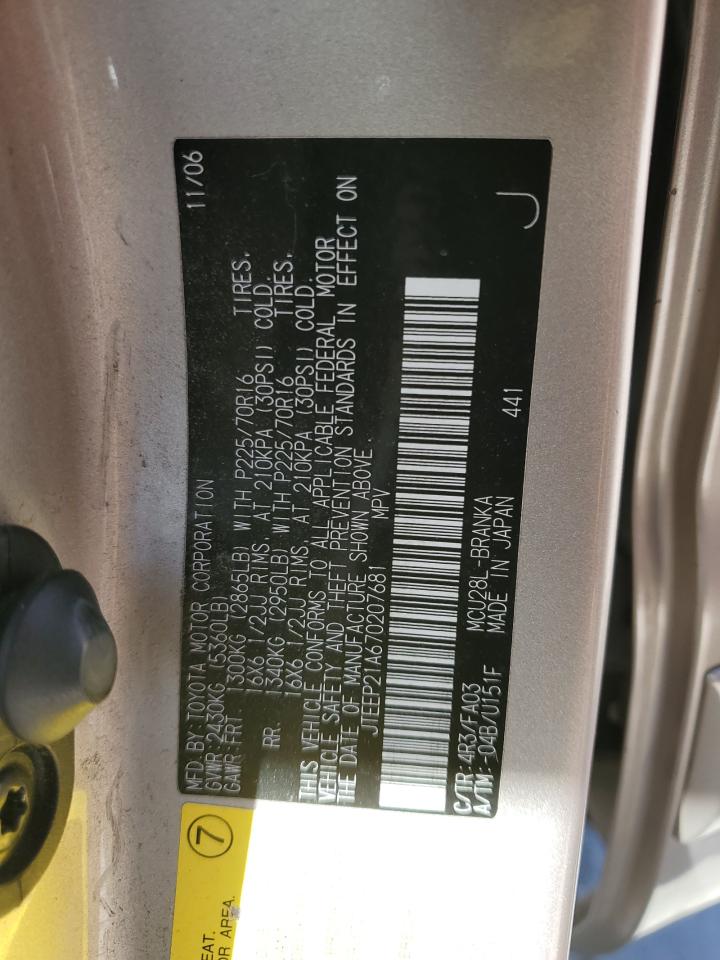 MFD.BY:TOYOTA MOTOR CORPORATION 11/06
GVWR:2430KG (5360LB)
GAWR:FRT. 1300KG (2865LB) WITH P225/70R16 TIRES,
16X6 1/2JJ RIMS, AT 210KPA (30PSI) COLD.
RR. 1340KG (2950LB) WITH P225/70R16 TIRES,
16X6 1/2JJ RIMS, AT 210KPA (30PSI) COLD.
THIS VEHICLE CONFORMS TO ALL APPLICABLE FEDERAL MOTOR
VEHICLE SAFETY AND THEFT PREVENTION STANDARDS IN EFFECT ON
THE DATE OF MANUFACTURE SHOWN ABOVE.
JTEEP21A670207681 MPV
C/TR:4R3/FA03 MCU28L-BRANKA
A/TM:-04B/U151F MADE IN JAPAN 441
J
7
EAT.
OR AREA.